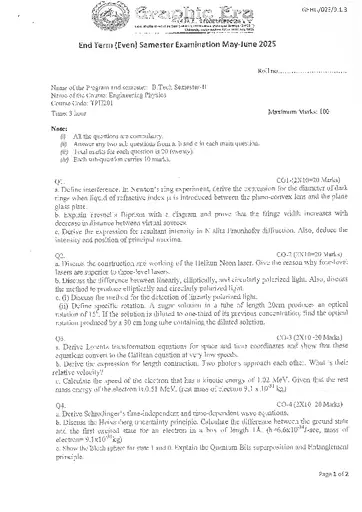 Graphic Era
End Term (Even) Semester Examination May-June 2025
Roll no.
Name of the Program and semester: B.Tech Semester-II
Name of the Course: Engineering Physics
Course Code: TPH201
Time: 3 hour Maximum Marks: 100
Note:
(i) All the questions are compulsory.
(ii) Answer any two sub questions from a, b and c in each main question.
(iii) Total marks for each question is 20 (twenty).
(iv) Each sub-question carries 10 marks.
Q1. CO1 (2X10=20 Marks)
a. Define interference. In Newton's ring experiment, derive the expression for the diameter of dark
rings when liquid of refractive index μ is introduced between the plano-convex lens and the plane
glass plate.
b. Explain Fresnel's Biprism with a diagram and prove that the fringe width increases with
decrease in distance between virtual sources.
c. Derive the expression for resultant intensity in N slits Fraunhofer diffraction. Also, deduce the
intensity and position of principal maxima.
Q2. CO-2 (2X10=20 Marks)
a. Discuss the construction and working of the Helium Neon laser. Give the reason why four-level
lasers are superior to three-level lasers.
b. Discuss the difference between linearly, elliptically, and circularly polarized light. Also, discuss
the method to produce elliptically and circularly polarized light.
c. (i) Discuss the method for the detection of linearly polarized light.
(ii) Define specific rotation. A sugar solution in a tube of length 20cm produces an optical
rotation of 15°. If the solution is diluted to one-third of its previous concentration, find the optical
rotation produced by a 30 cm long tube containing the diluted solution.
Q3. CO-3 (2X10=20 Marks)
a. Derive Lorentz transformation equations for space and time coordinates and show that these
equations convert to the Galilean equation at very low speeds.
b. Derive the expression for length contraction. Two photons approach each other. What is their
relative velocity?
c. Calculate the speed of the electron that has a kinetic energy of 1.02 MeV. Given that the rest
mass energy of the electron is 0.51 MeV. (rest mass of electron 9.1 x 10⁻³¹ kg)
Q4. CO-4 (2X10=20 Marks)
a. Derive Schrodinger's time-independent and time-dependent wave equations.
b. Discuss the Heisenberg uncertainty principle. Calculate the difference between the ground state
and the first excited state for an electron in a box of length 1Å. (h=6.6x10⁻³⁴J-sec, mass of
electron= 9.1x10⁻³¹kg)
c. Show the bloch sphere for state 1 and 0. Explain the Quantum Bits superposition and Entanglement
principle.
Page 1 of 2